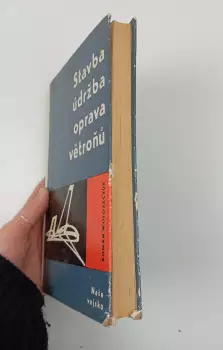 Stavba
údržba
oprava
větroňů
Naše
vojsko